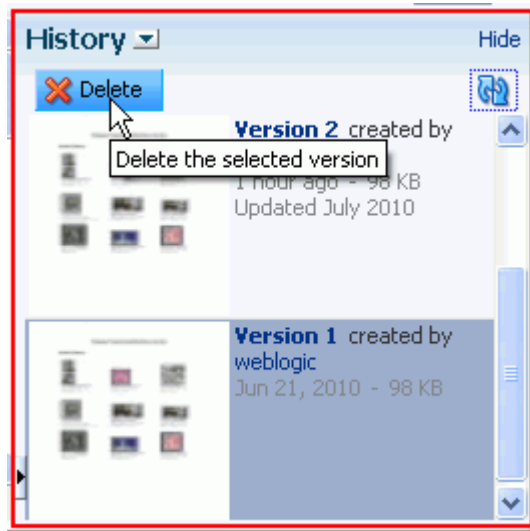 History
Hide
Delete
Version 2 created by
Delete the selected version
1 hour ago - 98 KB
Updated July 2010
Version 1 created by
weblogic
Jun 21, 2010 - 98 KB